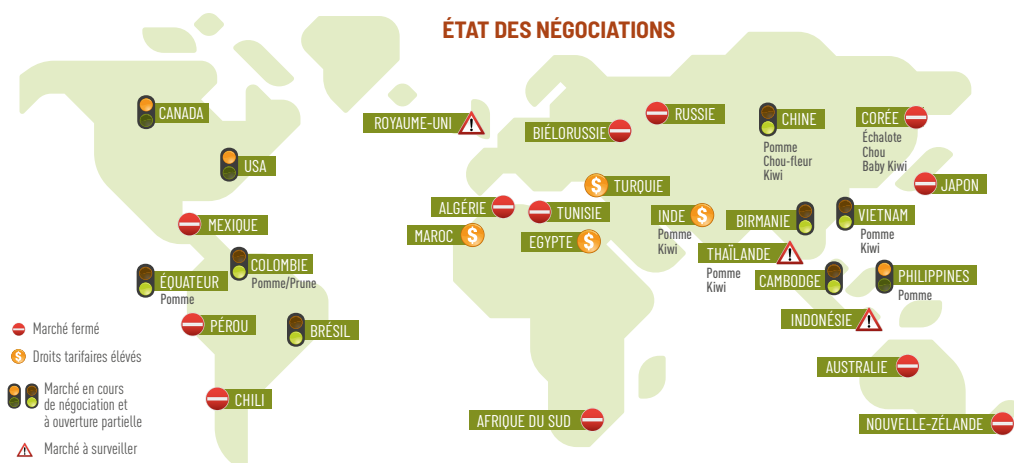 ÉTAT DES NÉGOCIATIONS
CANADA
USA
MEXIQUE
COLOMBIE
Pomme/Prune
ÉQUATEUR
Pomme
PÉROU
BRÉSIL
CHILI
ROYAUME-UNI
BIÉLORUSSIE
RUSSIE
CHINE
Pomme
Chou-fleur
Kiwi
CORÉE
Échalote
Chou
Baby Kiwi
JAPON
TURQUIE
ALGÉRIE
TUNISIE
MAROC
EGYPTE
INDE
Pomme
Kiwi
BIRMANIE
VIETNAM
Pomme
Kiwi
THAÏLANDE
Pomme
Kiwi
CAMBODGE
PHILIPPINES
Pomme
INDONÉSIE
AUSTRALIE
AFRIQUE DU SUD
NOUVELLE-ZÉLANDE
Marché fermé
$ Droits tarifaires élévés
Marché en cours
de négociation et
à ouverture partielle
Marché à surveiller